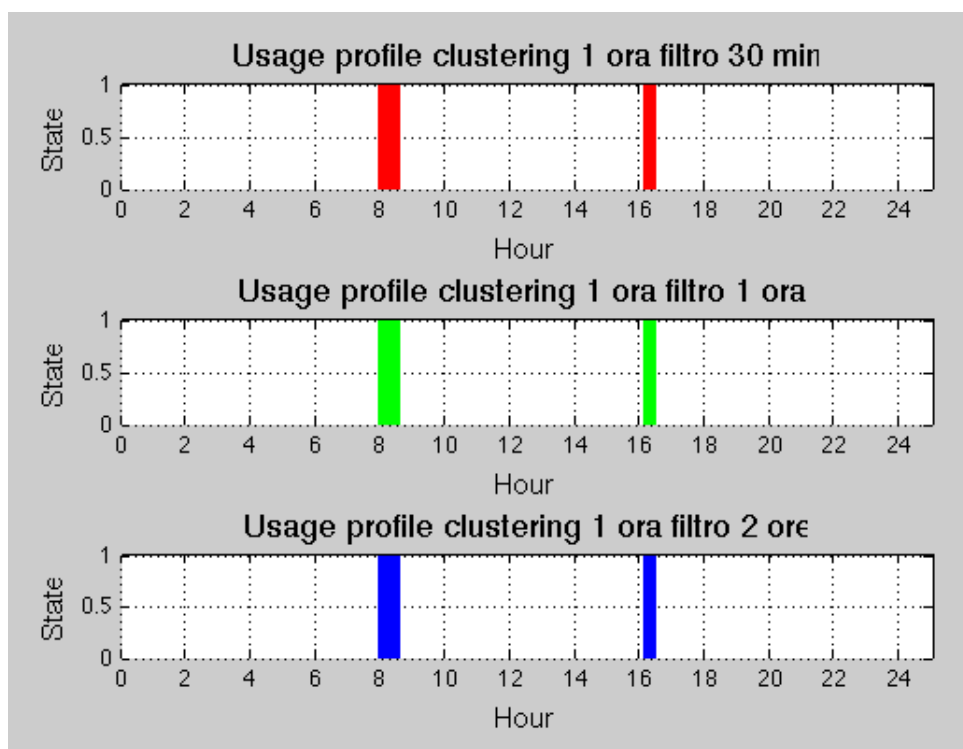 Usage profile clustering 1 ora filtro 30 min
1
0.5
0
State
0 2 4 6 8 10 12 14 16 18 20 22 24
Hour
Usage profile clustering 1 ora filtro 1 ora
1
0.5
0
State
0 2 4 6 8 10 12 14 16 18 20 22 24
Hour
Usage profile clustering 1 ora filtro 2 ore
1
0.5
0
State
0 2 4 6 8 10 12 14 16 18 20 22 24
Hour